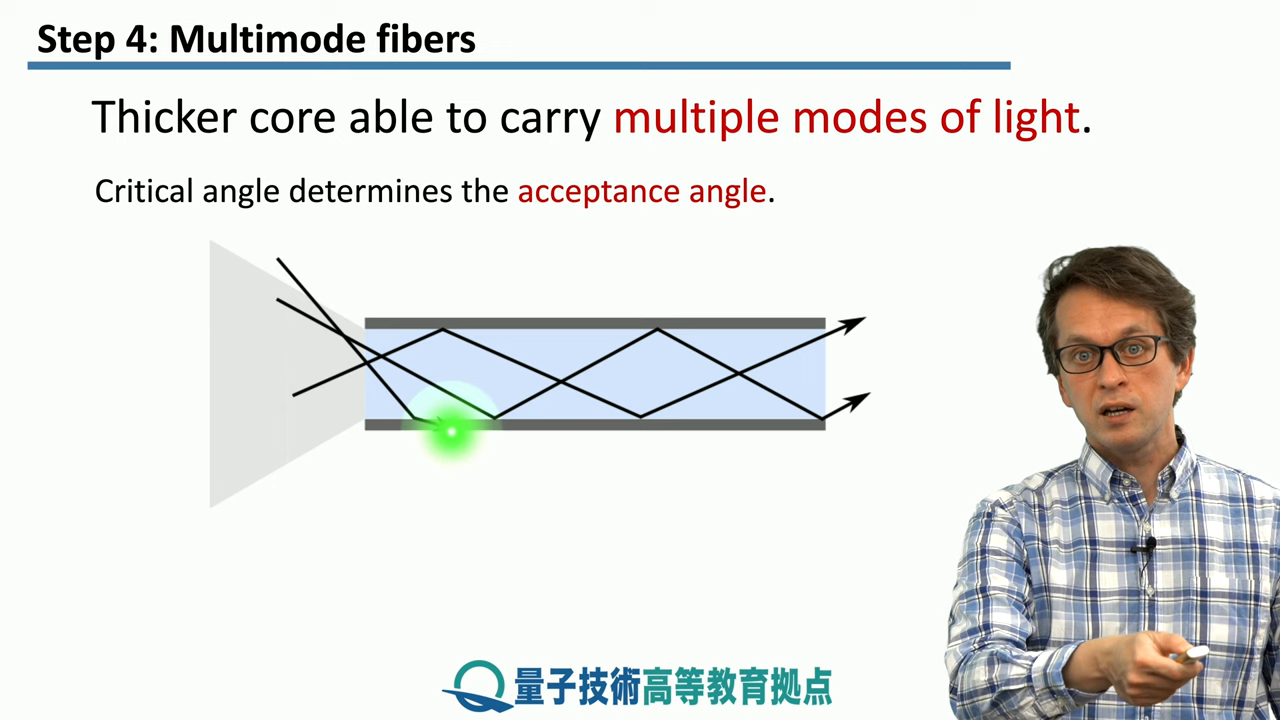 Step 4: Multimode fibers
Thicker core able to carry multiple modes of light.
Critical angle determines the acceptance angle.
量子技術高等教育拠点